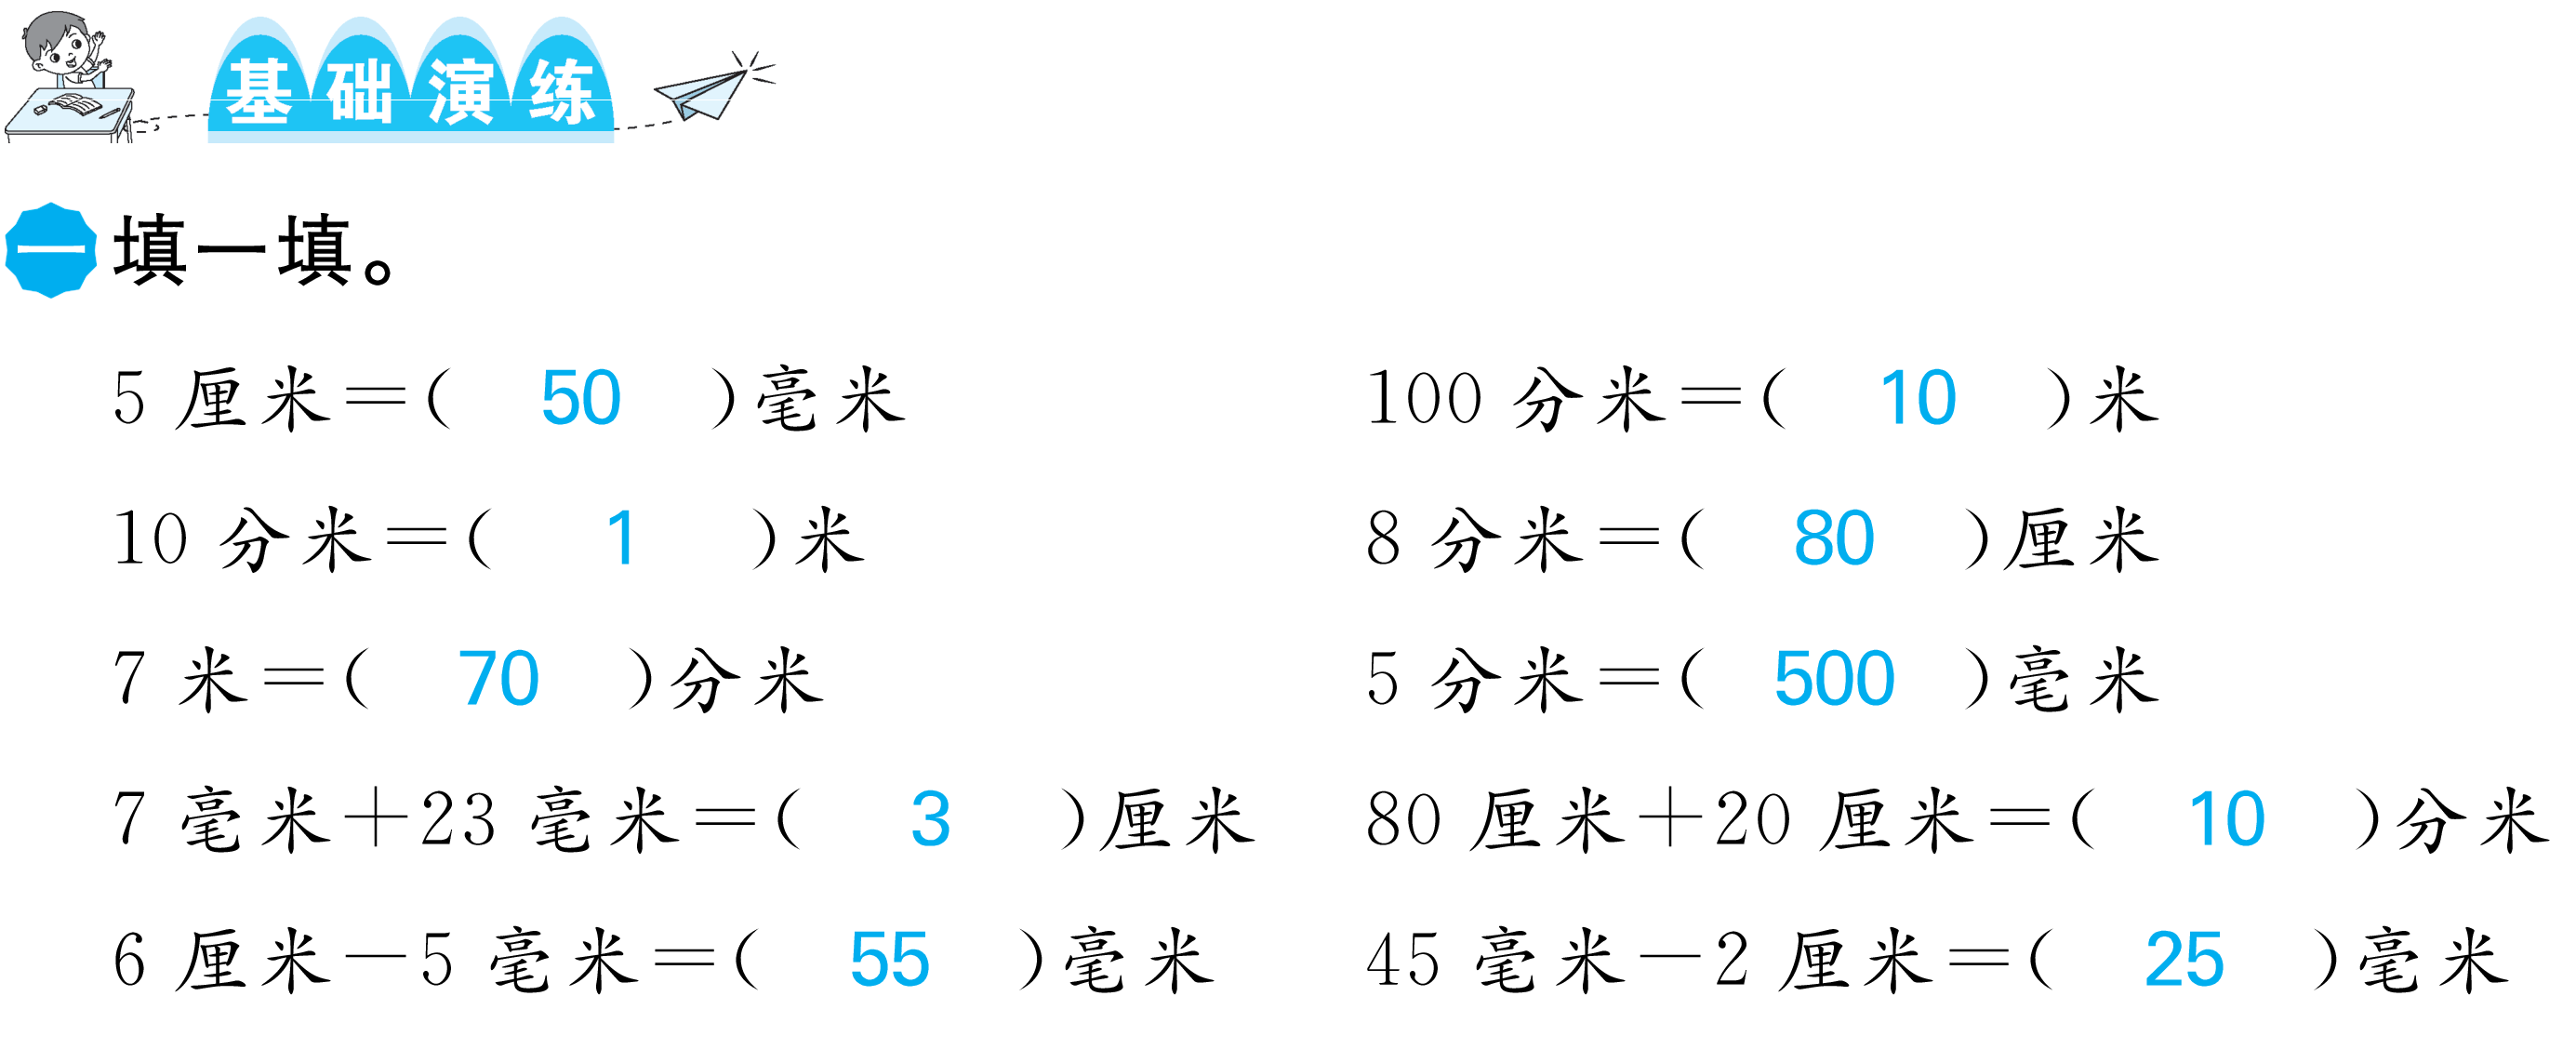 基础演练
一 填一填。
5 厘米=( 50 )毫米 100 分米=( 10 )米
10 分米=( 1 )米 8 分米=( 80 )厘米
7 米=( 70 )分米 5 分米=( 500 )毫米
7 毫米+23 毫米=( 3 )厘米 80 厘米+20 厘米=( 10 )分米
6 厘米-5 毫米=( 55 )毫米 45 毫米-2 厘米=( 25 )毫米